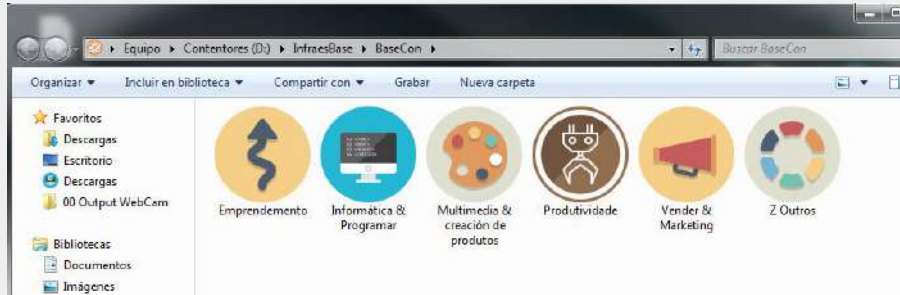 Equipo ▸ Contentores (D:) ▸ InfraesBase ▸ BaseCon ▸
Buscar BaseCon
Organizar ▼ Incluir en biblioteca ▼ Compartir con ▼ Grabar Nueva carpeta
Favoritos
Descargas
Escritorio
Descargas
00 Output WebCam
Bibliotecas
Documentos
Imágenes
Emprendemento
Informática & Programar
Multimedia & creación de produtos
Produtividade
Vender & Marketing
Z Outros